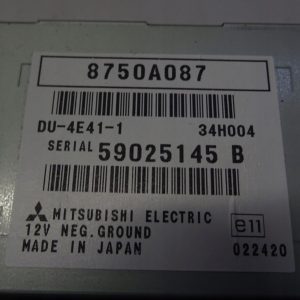 8750A087
DU-4E41-1 34H004
SERIAL 59025145 B
MITSUBISHI ELECTRIC
12V NEG.GROUND
MADE IN JAPAN
e11
022420